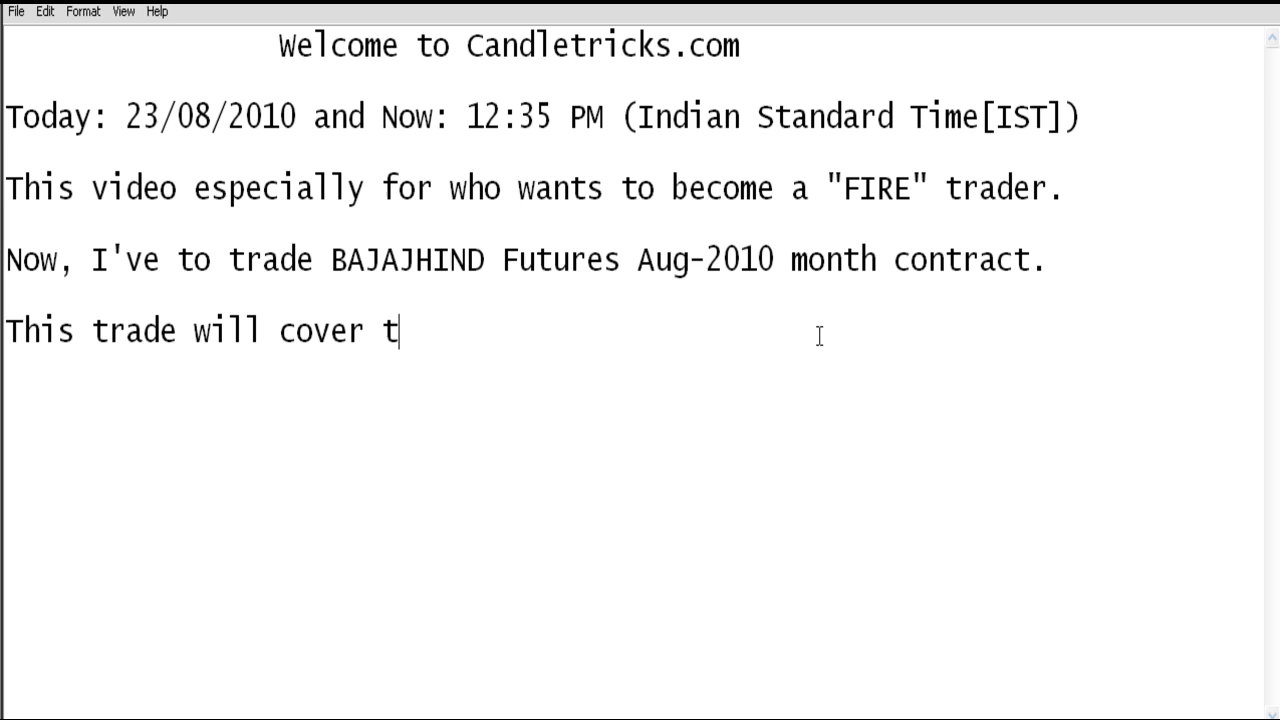 File Edit Format View Help
Welcome to Candletricks.com
Today: 23/08/2010 and Now: 12:35 PM (Indian Standard Time[IST])
This video especially for who wants to become a "FIRE" trader.
Now, I've to trade BAJAJHIND Futures Aug-2010 month contract.
This trade will cover t